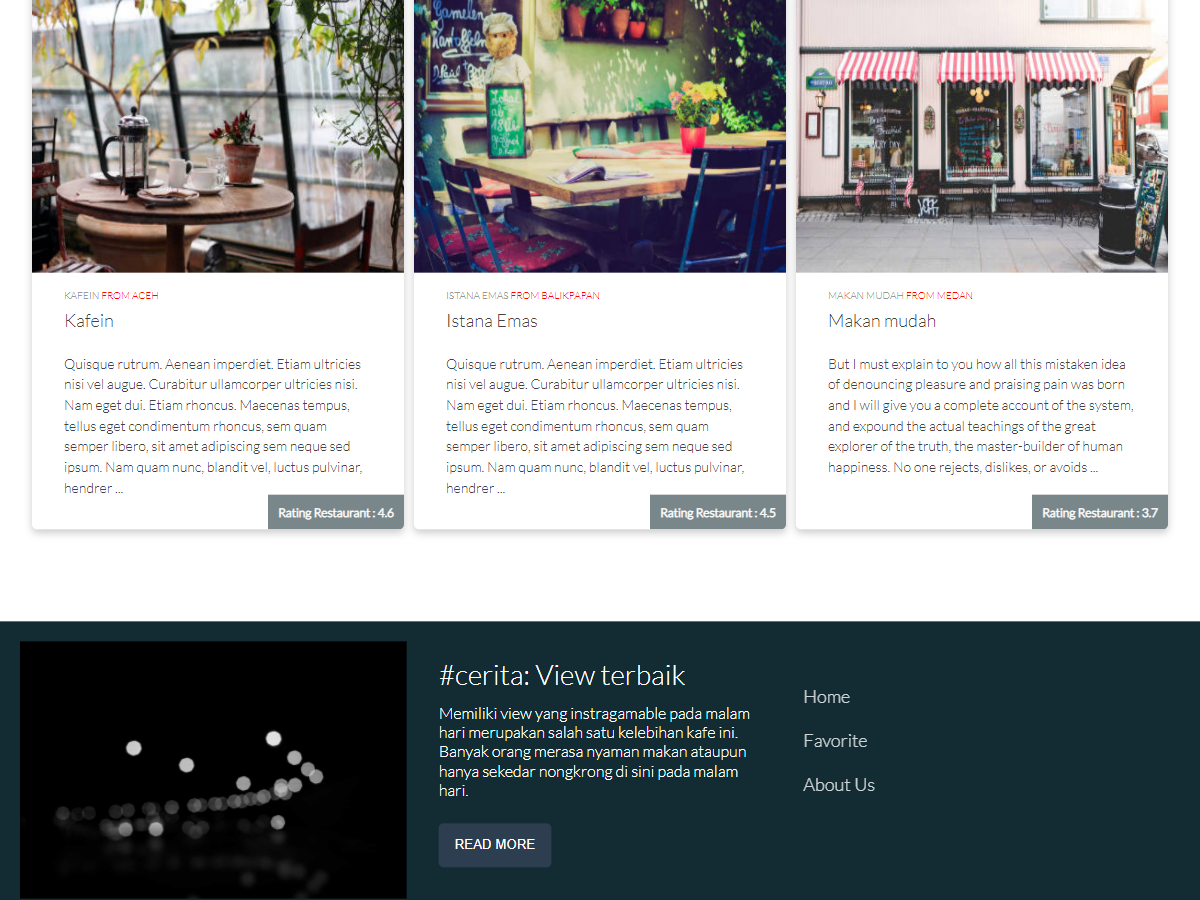 Gamelen
Kartoffeln
KAFEIN FROM ACEH
Kafein
Quisque rutrum. Aenean imperdiet. Etiam ultricies
nisi vel augue. Curabitur ullamcorper ultricies nisi.
Nam eget dui. Etiam rhoncus. Maecenas tempus,
tellus eget condimentum rhoncus, sem quam
semper libero, sit amet adipiscing sem neque sed
ipsum. Nam quam nunc, blandit vel, luctus pulvinar,
hendrer ...
Rating Restaurant : 4.6
ISTANA EMAS FROM BALIKPAPAN
Istana Emas
Quisque rutrum. Aenean imperdiet. Etiam ultricies
nisi vel augue. Curabitur ullamcorper ultricies nisi.
Nam eget dui. Etiam rhoncus. Maecenas tempus,
tellus eget condimentum rhoncus, sem quam
semper libero, sit amet adipiscing sem neque sed
ipsum. Nam quam nunc, blandit vel, luctus pulvinar,
hendrer ...
Rating Restaurant : 4.5
MAKAN MUDAH FROM MEDAN
Makan mudah
But I must explain to you how all this mistaken idea
of denouncing pleasure and praising pain was born
and I will give you a complete account of the system,
and expound the actual teachings of the great
explorer of the truth, the master-builder of human
happiness. No one rejects, dislikes, or avoids ...
Rating Restaurant : 3.7
#cerita: View terbaik
Memiliki view yang instragamable pada malam
hari merupakan salah satu kelebihan kafe ini.
Banyak orang merasa nyaman makan ataupun
hanya sekedar nongkrong di sini pada malam
hari.
READ MORE
Home
Favorite
About Us